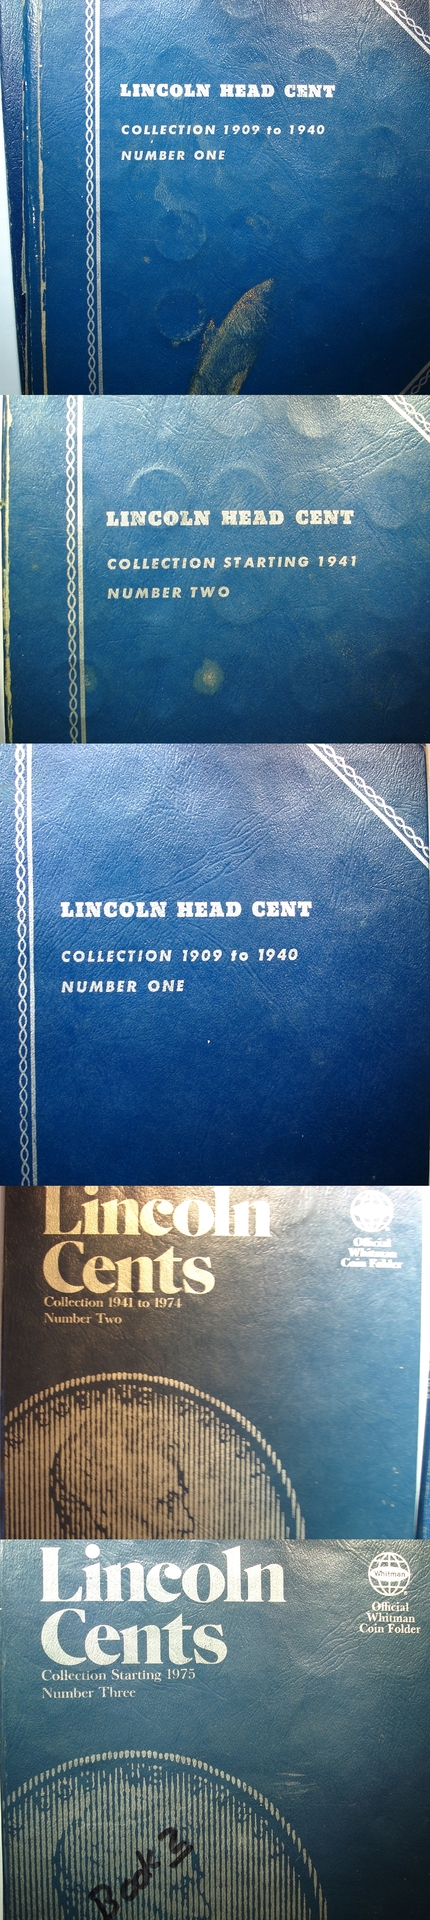 LINCOLN HEAD CENT
COLLECTION 1909 to 1940
NUMBER ONE
LINCOLN HEAD CENT
COLLECTION STARTING 1941
NUMBER TWO
LINCOLN HEAD CENT
COLLECTION 1909 to 1940
NUMBER ONE
Lincoln
Cents
Collection 1941 to 1974
Number Two
Official
Whitman
Coin Folder
Lincoln
Cents
Collection Starting 1975
Number Three
Whitman
Official
Whitman
Coin Folder
Book 3